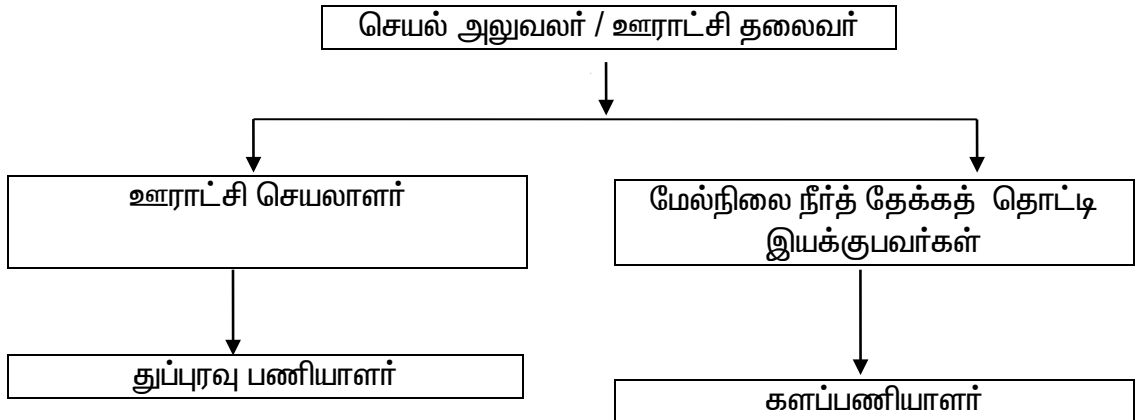 செயல் அலுவலர் / ஊராட்சி தலைவர்
ஊராட்சி செயலாளர்
மேல்நிலை நீர்த் தேக்கத் தொட்டி
இயக்குபவர்கள்
துப்புரவு பணியாளர்
களப்பணியாளர்